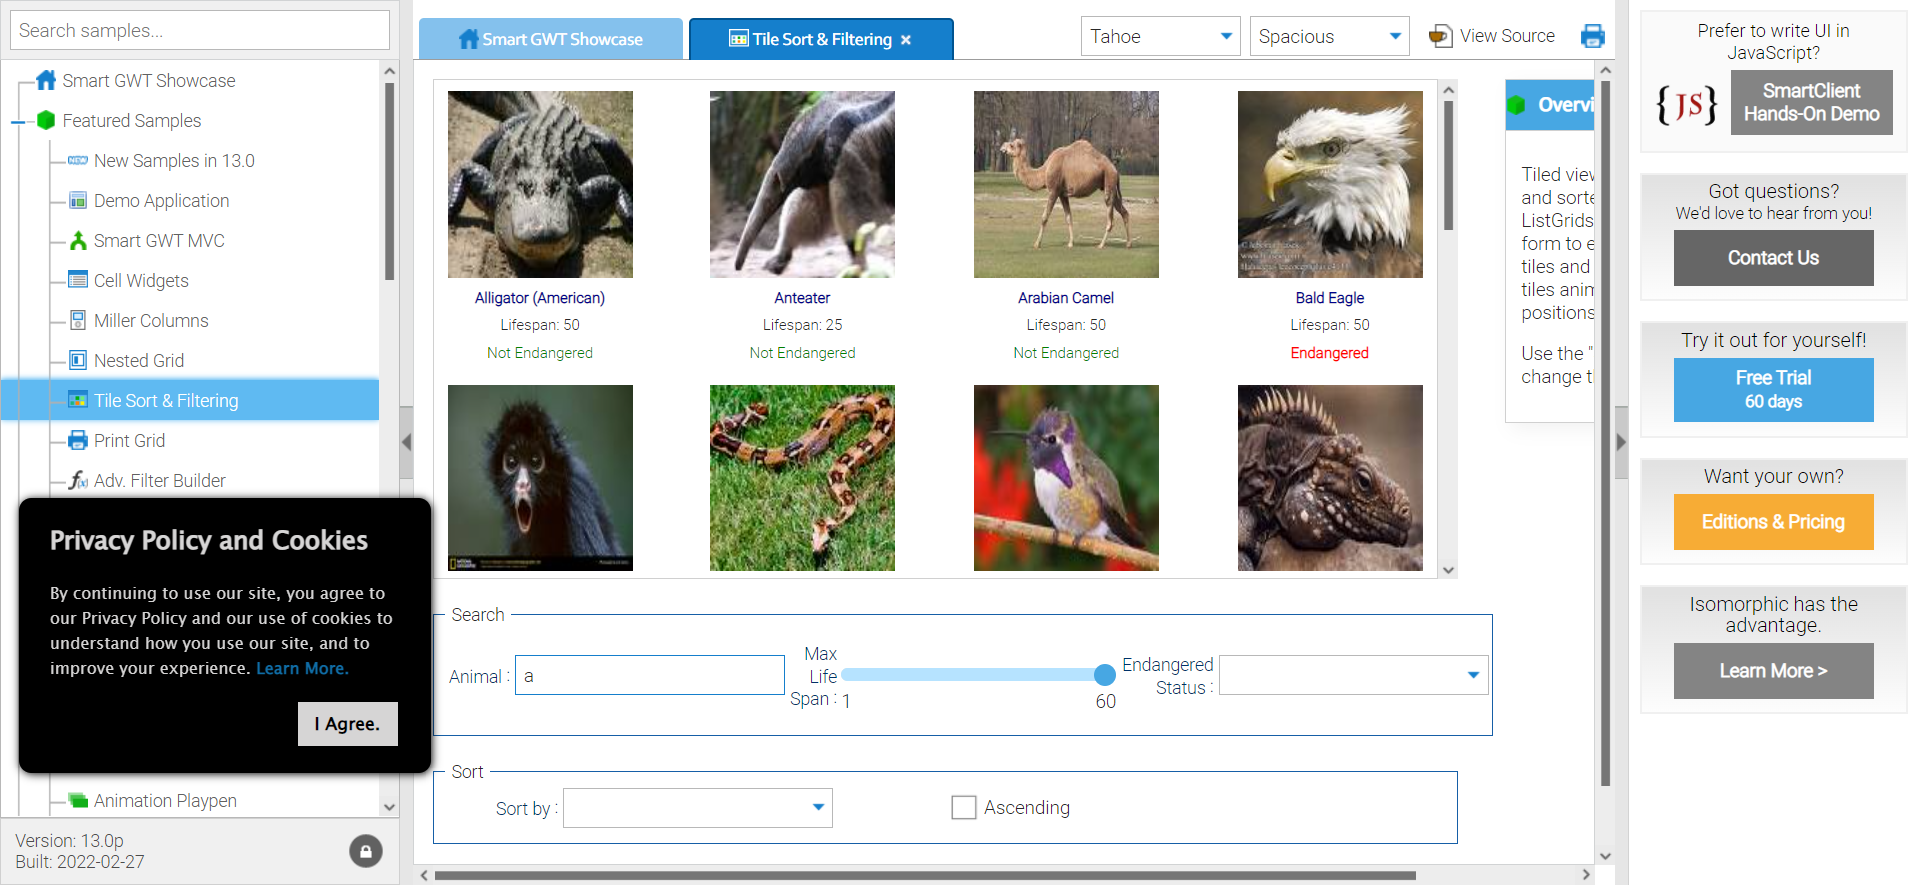 Search samples...
Smart GWT Showcase
Featured Samples
New Samples in 13.0
Demo Application
Smart GWT MVC
Cell Widgets
Miller Columns
Nested Grid
Tile Sort & Filtering
Print Grid
Adv. Filter Builder
Animation Playpen
Version: 13.0p
Built: 2022-02-27
Privacy Policy and Cookies
By continuing to use our site, you agree to
our Privacy Policy and our use of cookies to
understand how you use our site, and to
improve your experience. Learn More.
I Agree.
Smart GWT Showcase
Tile Sort & Filtering
Tahoe
Spacious
View Source
Alligator (American)
Lifespan: 50
Not Endangered
Anteater
Lifespan: 25
Not Endangered
Arabian Camel
Lifespan: 50
Not Endangered
Bald Eagle
Lifespan: 50
Endangered
Search
Animal :
a
Max
Life
Span :
1
60
Endangered
Status :
Sort
Sort by :
Ascending
Overvi
Tiled view
and sorte
ListGrids
form to e
tiles and
tiles anim
positions
Use the "
change t
Prefer to write UI in
JavaScript?
{JS}
SmartClient
Hands-On Demo
Got questions?
We'd love to hear from you!
Contact Us
Try it out for yourself!
Free Trial
60 days
Want your own?
Editions & Pricing
Isomorphic has the
advantage.
Learn More >